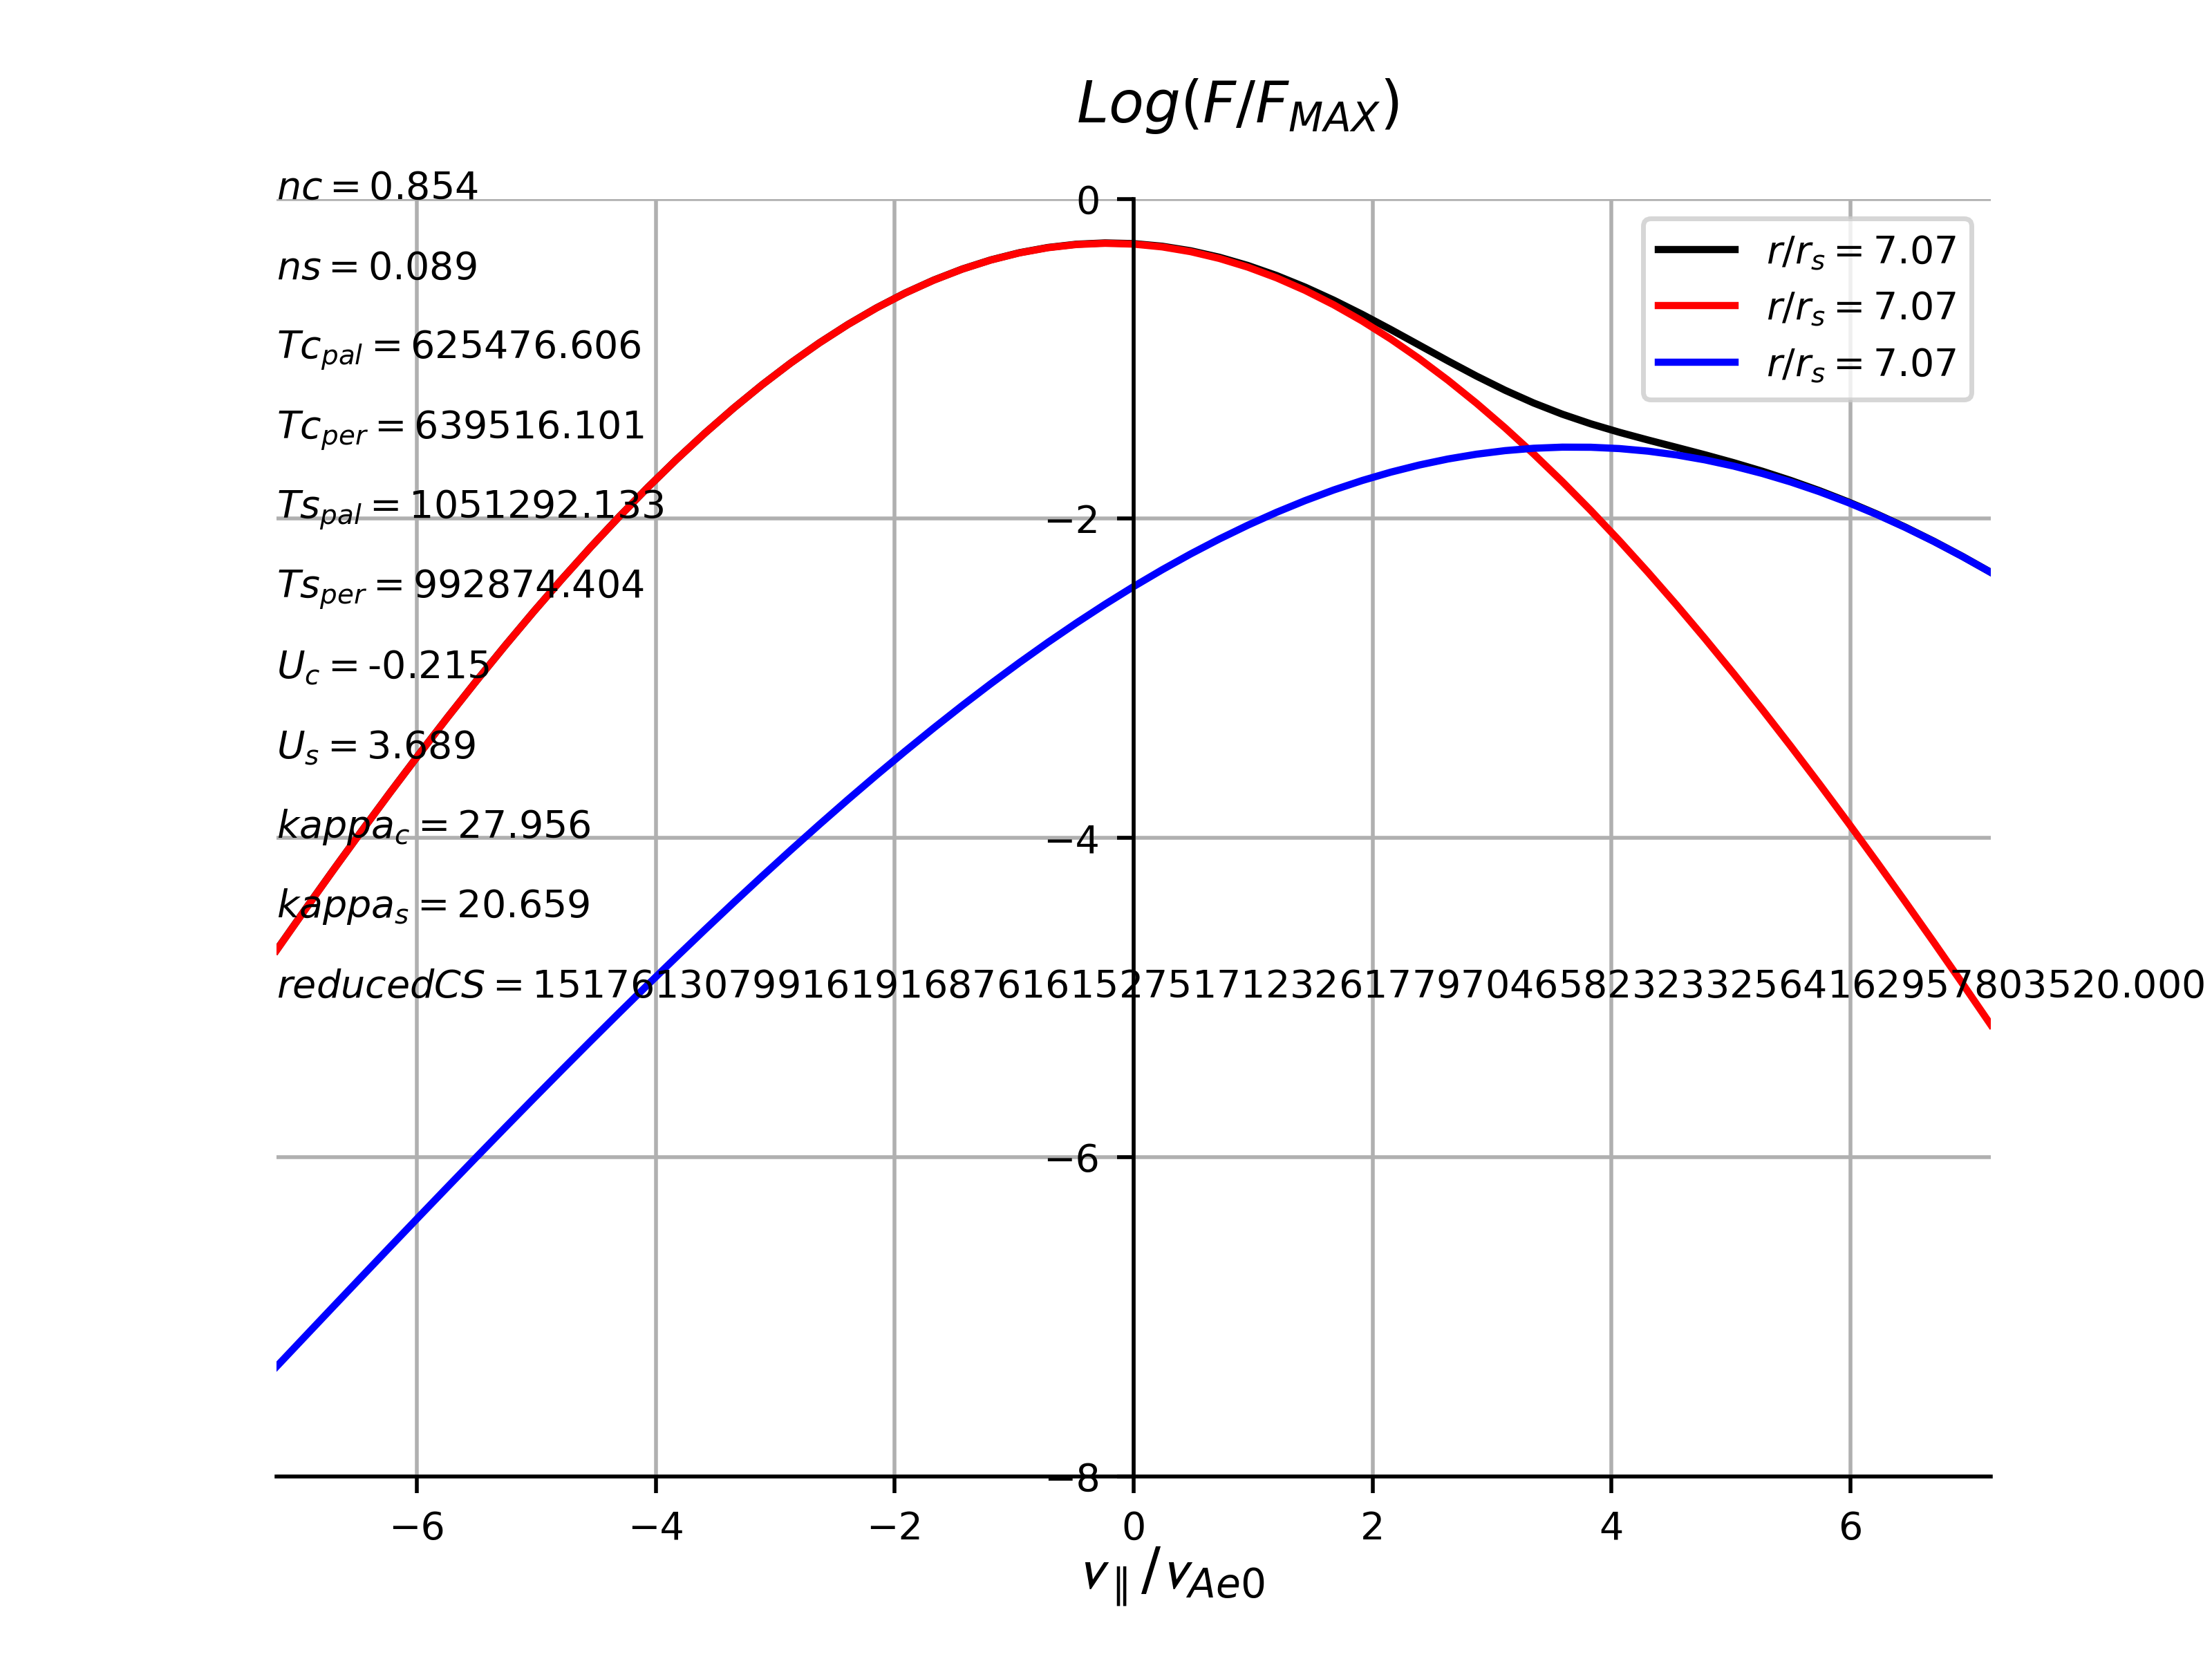 Log(F/F_MAX)
nc = 0.854
ns = 0.089
Tc_pal = 625476.606
Tc_per = 639516.101
Ts_pal = 1051292.133
Ts_per = 992874.404
U_c = -0.215
U_s = 3.689
kappa_c = 27.956
kappa_s = 20.659
reducedCS = 15176130799161916876161527517123261779704658232332564162957803520.000
r/r_s = 7.07
r/r_s = 7.07
r/r_s = 7.07
0
−2
−4
−6
−8
−6 −4 −2 0 2 4 6
v_∥/v_Ae0